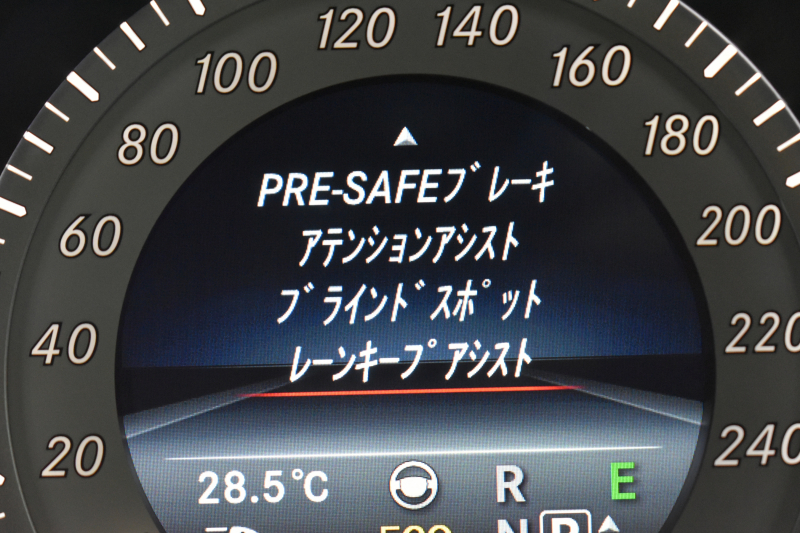 120 140
100 160
80 180
60 200
40 220
20 240
PRE-SAFEﾌﾞﾚｰｷ
ｱﾃﾝｼｮﾝｱｼｽﾄ
ﾌﾞﾗｲﾝﾄﾞｽﾎﾟｯﾄ
ﾚｰﾝｷｰﾌﾟｱｼｽﾄ
28.5℃ R E
N P